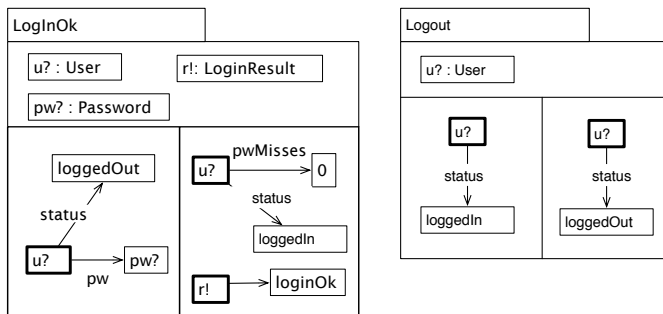 LogInOk
u? : User
r!: LoginResult
pw? : Password
loggedOut
status
u?
pw
pw?
pwMisses
u?
0
status
loggedIn
r!
loginOk
Logout
u? : User
u?
status
loggedIn
u?
status
loggedOut